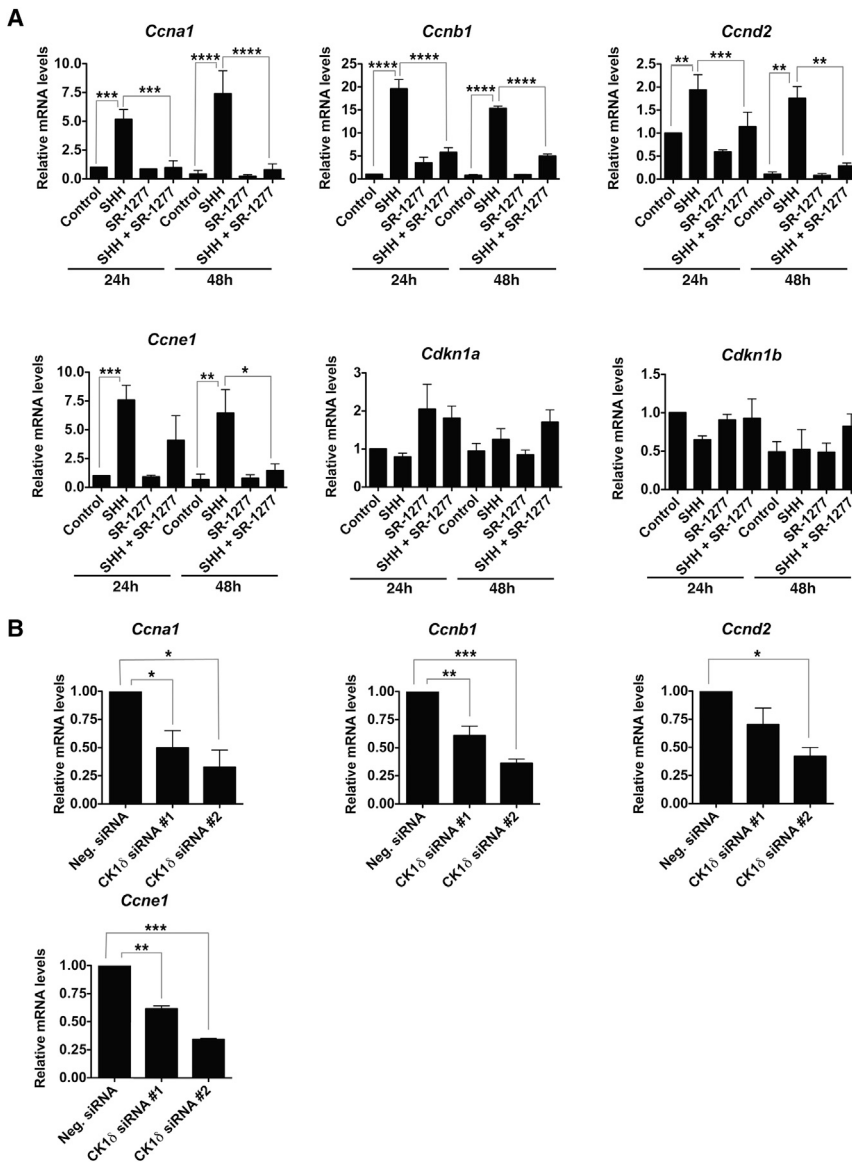 A
Ccna1
Relative mRNA levels
10.0
7.5
5.0
2.5
0.0
***
***
****
****
Control
SHH
SR-1277
SHH + SR-1277
Control
SHH
SR-1277
SHH + SR-1277
24h
48h
Ccnb1
Relative mRNA levels
25
20
15
10
5
0
****
****
****
****
Control
SHH
SR-1277
SHH + SR-1277
Control
SHH
SR-1277
SHH + SR-1277
24h
48h
Ccnd2
Relative mRNA levels
2.5
2.0
1.5
1.0
0.5
0.0
**
***
**
**
Control
SHH
SR-1277
SHH + SR-1277
Control
SHH
SR-1277
SHH + SR-1277
24h
48h
Ccne1
Relative mRNA levels
10.0
7.5
5.0
2.5
0.0
***
**
*
Control
SHH
SR-1277
SHH + SR-1277
Control
SHH
SR-1277
SHH + SR-1277
24h
48h
Cdkn1a
Relative mRNA levels
4
3
2
1
0
Control
SHH
SR-1277
SHH + SR-1277
Control
SHH
SR-1277
SHH + SR-1277
24h
48h
Cdkn1b
Relative mRNA levels
1.5
1.0
0.5
0.0
Control
SHH
SR-1277
SHH + SR-1277
Control
SHH
SR-1277
SHH + SR-1277
24h
48h
B
Ccna1
Relative mRNA levels
1.00
0.75
0.50
0.25
0.00
*
*
Neg. siRNA
CK1δ siRNA #1
CK1δ siRNA #2
Ccnb1
Relative mRNA levels
1.00
0.75
0.50
0.25
0.00
***
**
Neg. siRNA
CK1δ siRNA #1
CK1δ siRNA #2
Ccnd2
Relative mRNA levels
1.00
0.75
0.50
0.25
0.00
*
Neg. siRNA
CK1δ siRNA #1
CK1δ siRNA #2
Ccne1
Relative mRNA levels
1.00
0.75
0.50
0.25
0.00
***
**
Neg. siRNA
CK1δ siRNA #1
CK1δ siRNA #2